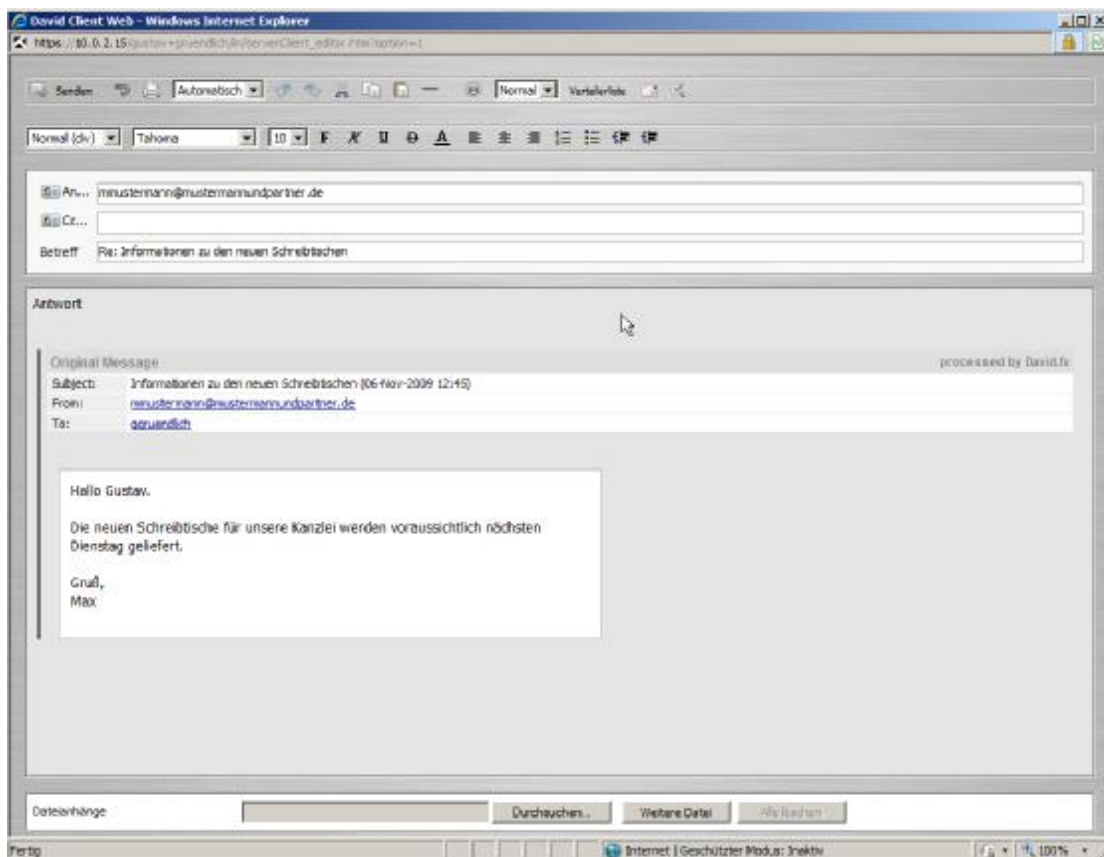 David Client Web - Windows Internet Explorer
Senden Automatisch Normal Verteilerliste
Normal (div) Tahoma 10 F K U D A
An... mmustermann@mustermannundpartner.de
Cc...
Betreff Re: Informationen zu den neuen Schreibtischen
Antwort
Original Message processed by David.fx
Subject: Informationen zu den neuen Schreibtischen (06-Nov-2009 12:45)
From: mmustermann@mustermannundpartner.de
To: ggruendlich
Hallo Gustav.
Die neuen Schreibtische für unsere Kanzlei werden voraussichtlich nächsten
Dienstag geliefert.
Gruß,
Max
Dateianhänge Durchsuchen... Weitere Datei Alle löschen
Fertig Internet | Geschützter Modus: Inaktiv 100%